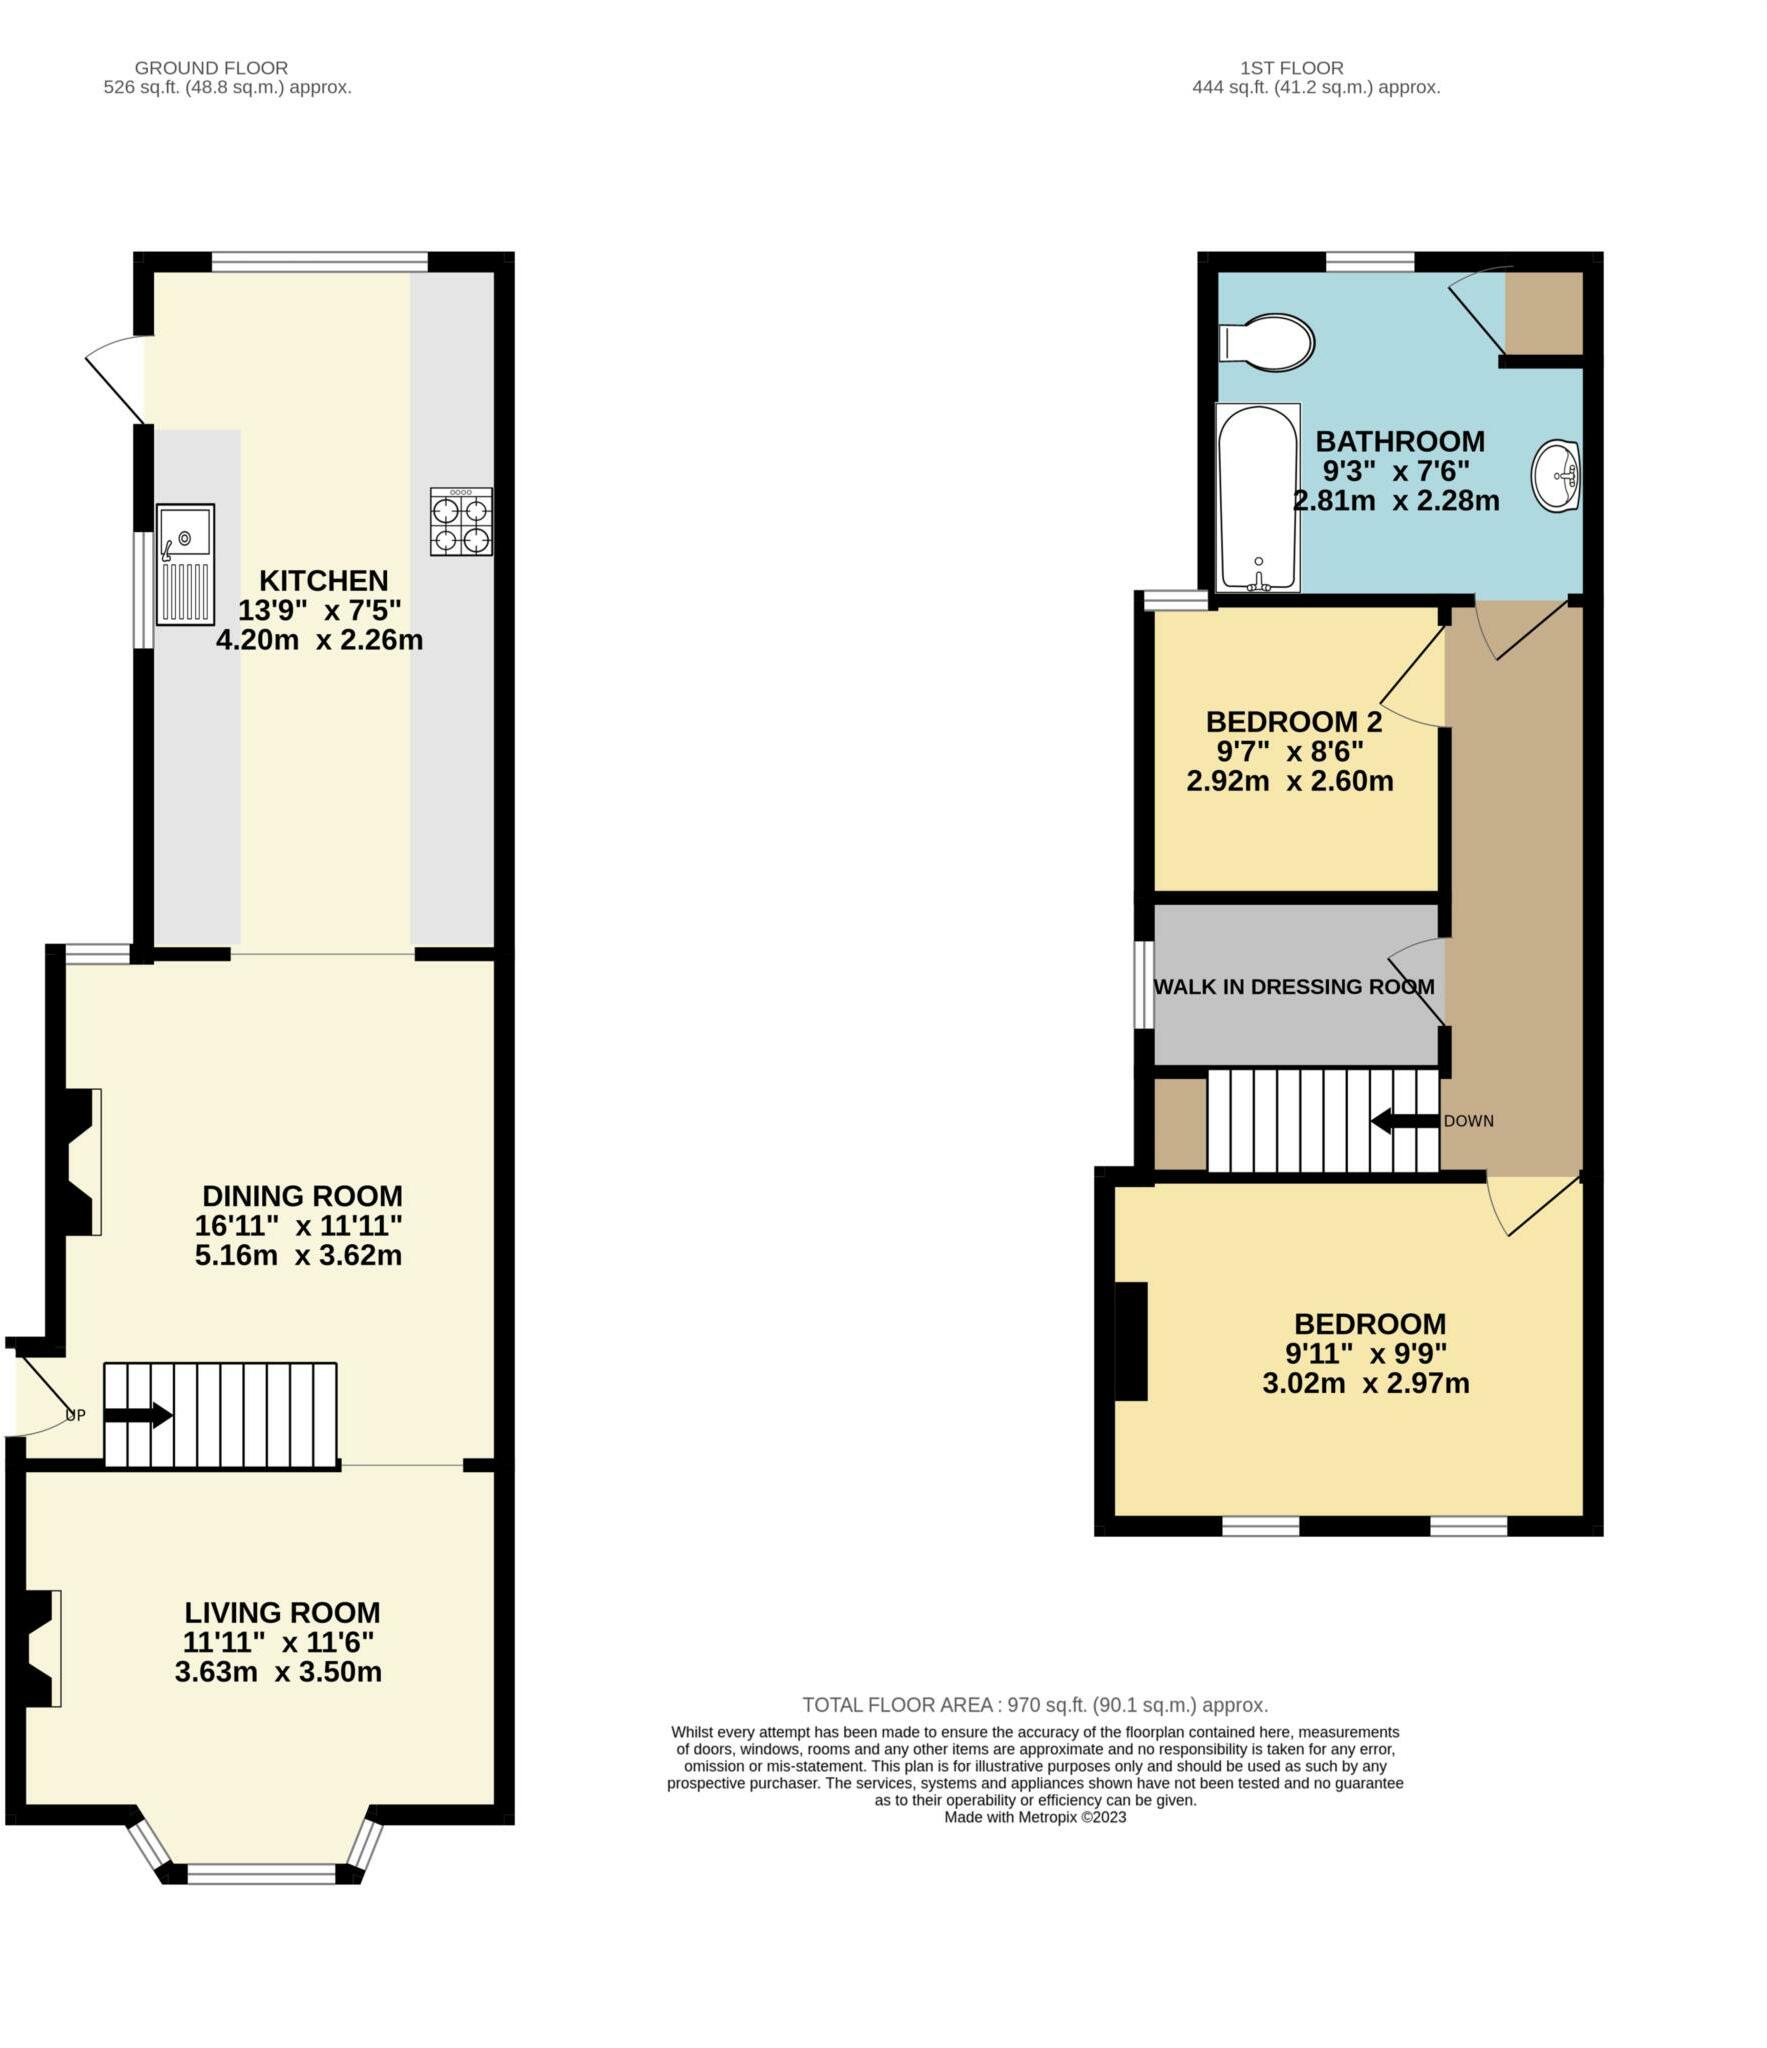 GROUND FLOOR
526 sq.ft. (48.8 sq.m.) approx.
KITCHEN
13'9"  x 7'5"
4.20m  x 2.26m
DINING ROOM
16'11"  x 11'11"
5.16m  x 3.62m
UP
LIVING ROOM
11'11"  x 11'6"
3.63m  x 3.50m
1ST FLOOR
444 sq.ft. (41.2 sq.m.) approx.
BATHROOM
9'3"  x 7'6"
2.81m  x 2.28m
BEDROOM 2
9'7"  x 8'6"
2.92m  x 2.60m
WALK IN DRESSING ROOM
DOWN
BEDROOM
9'11"  x 9'9"
3.02m  x 2.97m
TOTAL FLOOR AREA : 970 sq.ft. (90.1 sq.m.) approx.
Whilst every attempt has been made to ensure the accuracy of the floorplan contained here, measurements
of doors, windows, rooms and any other items are approximate and no responsibility is taken for any error,
omission or mis-statement. This plan is for illustrative purposes only and should be used as such by any
prospective purchaser. The services, systems and appliances shown have not been tested and no guarantee
as to their operability or efficiency can be given.
Made with Metropix ©2023